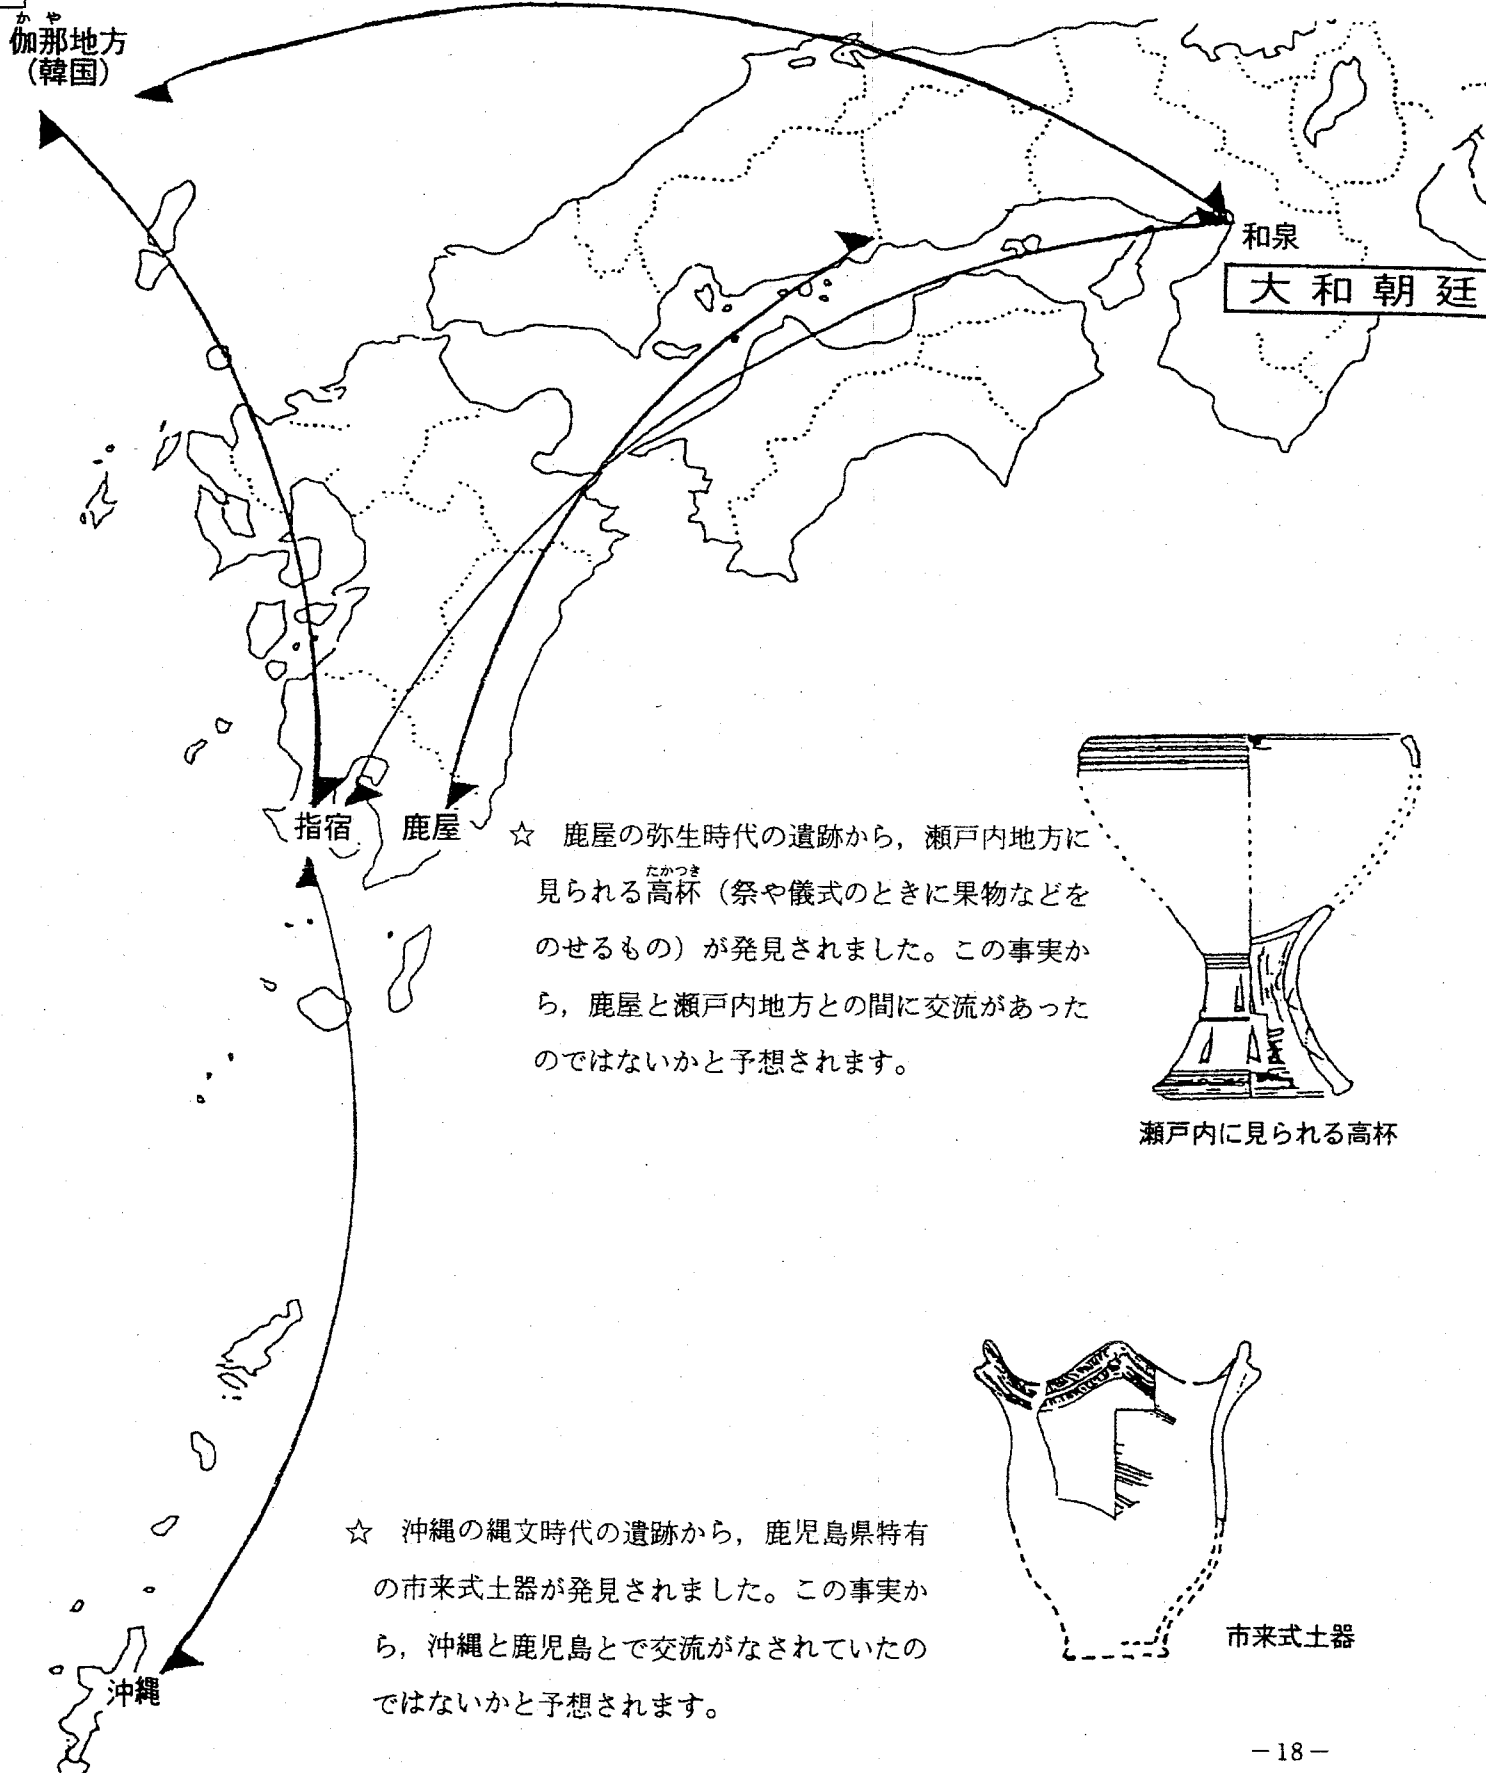 かや
伽那地方
(韓国)
和泉
大和朝廷
指宿
鹿屋
☆ 鹿屋の弥生時代の遺跡から，瀬戸内地方に
たかつき
見られる高杯（祭や儀式のときに果物などを
のせるもの）が発見されました。この事実か
ら，鹿屋と瀬戸内地方との間に交流があった
のではないかと予想されます。
瀬戸内に見られる高杯
☆ 沖縄の縄文時代の遺跡から，鹿児島県特有
の市来式土器が発見されました。この事実か
ら，沖縄と鹿児島とで交流がなされていたの
ではないかと予想されます。
市来式土器
沖縄
－18－